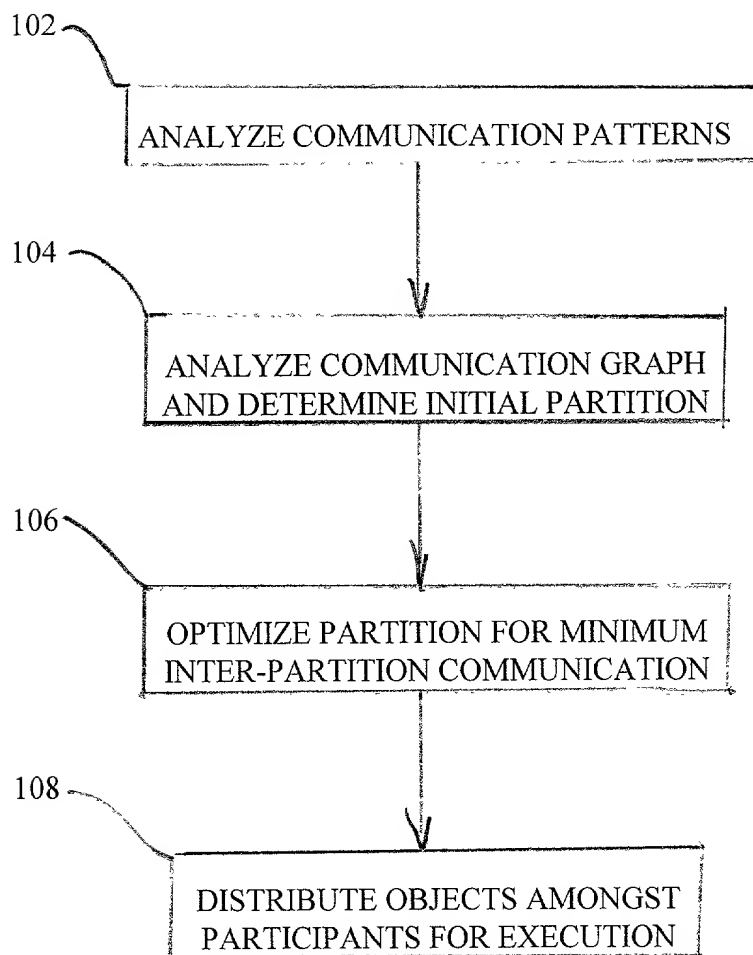 102
ANALYZE COMMUNICATION PATTERNS
104
ANALYZE COMMUNICATION GRAPH
AND DETERMINE INITIAL PARTITION
106
OPTIMIZE PARTITION FOR MINIMUM
INTER-PARTITION COMMUNICATION
108
DISTRIBUTE OBJECTS AMONGST
PARTICIPANTS FOR EXECUTION